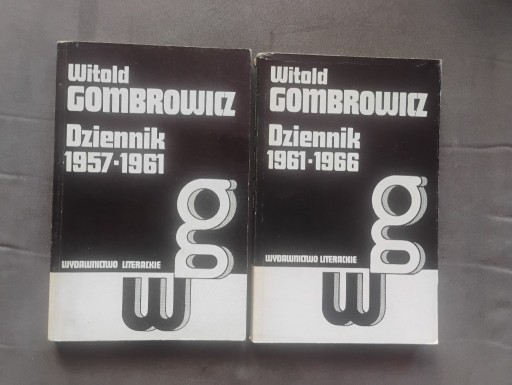 Witold
GOMBROWICZ
Dziennik
1957-1961
WYDAWNICTWO LITERACKIE
g
w
Witold
GOMBROWICZ
Dziennik
1961-1966
WYDAWNICTWO LITERACKIE
g
w